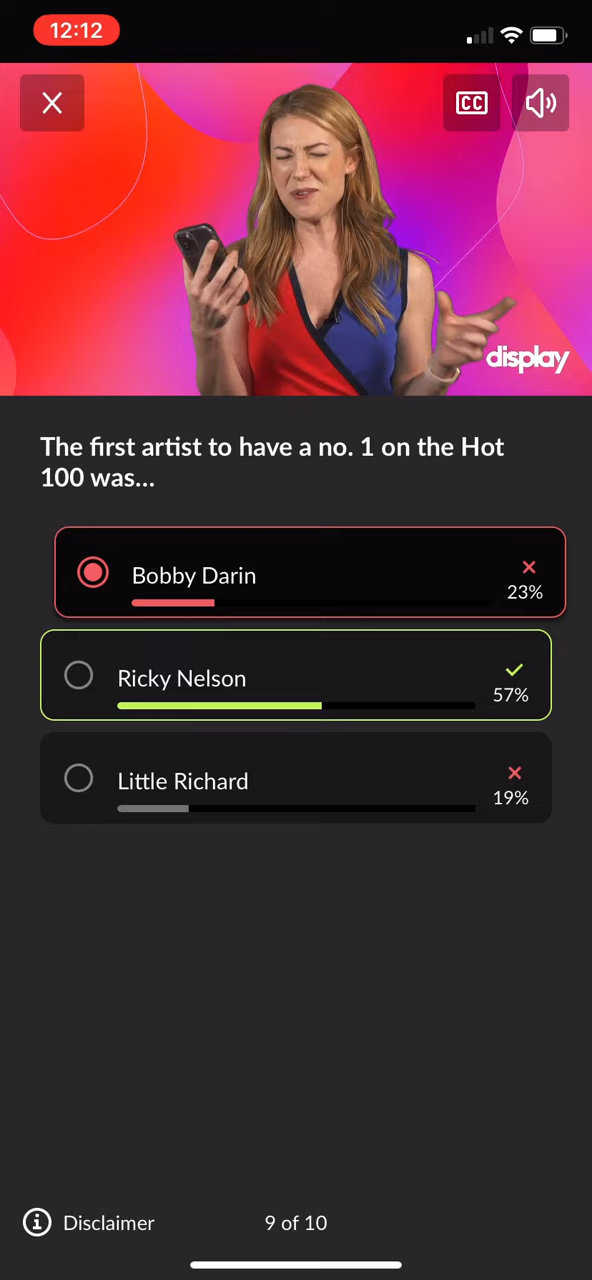 12:12
CC
display
The first artist to have a no. 1 on the Hot
100 was...
Bobby Darin
23%
Ricky Nelson
57%
Little Richard
19%
Disclaimer
9 of 10